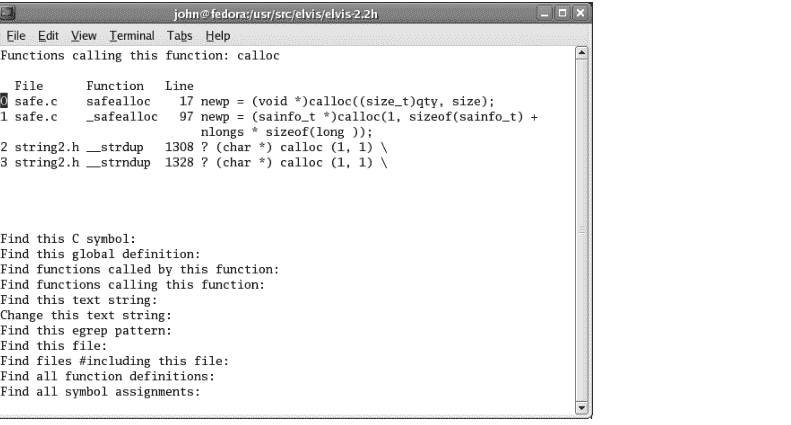 john@fedora:/usr/src/elvis/elvis-2.2h
File Edit View Terminal Tabs Help
Functions calling this function: calloc
File Function Line
0 safe.c safealloc 17 newp = (void *)calloc((size_t)qty, size);
1 safe.c _safealloc 97 newp = (sainfo_t *)calloc(1, sizeof(sainfo_t) +
nlongs * sizeof(long ));
2 string2.h __strdup 1308 ? (char *) calloc (1, 1) \
3 string2.h __strndup 1328 ? (char *) calloc (1, 1) \
Find this C symbol:
Find this global definition:
Find functions called by this function:
Find functions calling this function:
Find this text string:
Change this text string:
Find this egrep pattern:
Find this file:
Find files #including this file:
Find all function definitions:
Find all symbol assignments: